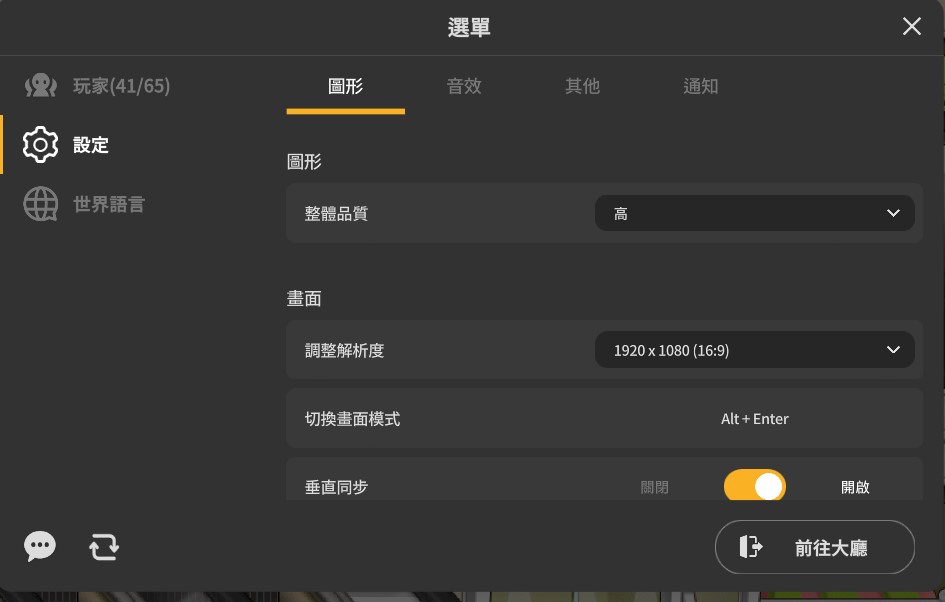 選單
玩家(41/65)
設定
世界語言
圖形
音效
其他
通知
圖形
整體品質
高
畫面
調整解析度
1920 x 1080 (16:9)
切換畫面模式
Alt + Enter
垂直同步
關閉
開啟
前往大廳